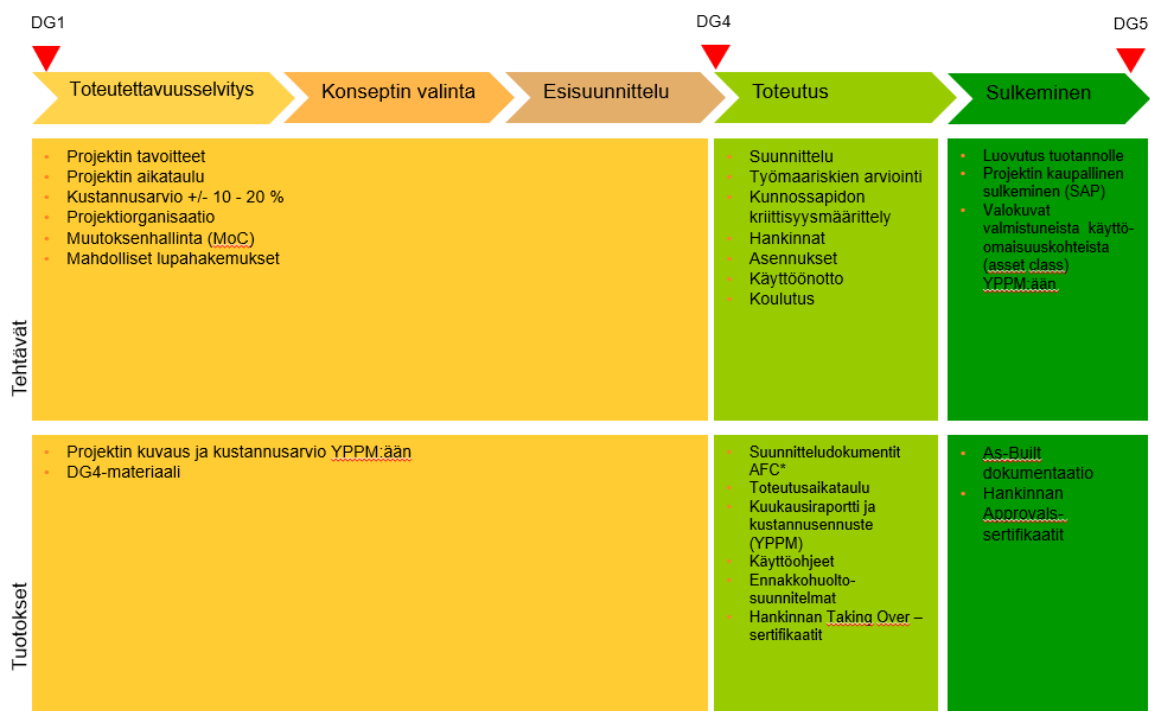 DG1
DG4
DG5
Toteutettavuusselvitys
Konseptin valinta
Esisuunnittelu
Toteutus
Sulkeminen
Tehtävät
• Projektin tavoitteet
• Projektin aikataulu
• Kustannusarvio +/- 10 - 20 %
• Projektiorganisaatio
• Muutoksenhallinta (MoC)
• Mahdolliset lupahakemukset
• Suunnittelu
• Työmaariskien arviointi
• Kunnossapidon
kriittisyysmäärittely
• Hankinnat
• Asennukset
• Käyttöönotto
• Koulutus
• Luovutus tuotannolle
• Projektin kaupallinen
sulkeminen (SAP)
• Valokuvat
valmistuneista käyttö-
omaisuuskohteista
(asset class)
YPPM:ään
Tuotokset
• Projektin kuvaus ja kustannusarvio YPPM:ään
• DG4-materiaali
• Suunnitteludokumentit
AFC*
• Toteutusaikataulu
• Kuukausiraportti ja
kustannusennuste
(YPPM)
• Käyttöohjeet
• Ennakkohuolto-
suunnitelmat
• Hankinnan Taking Over –
sertifikaatit
• As-Built
dokumentaatio
• Hankinnan
Approvals-
sertifikaatit